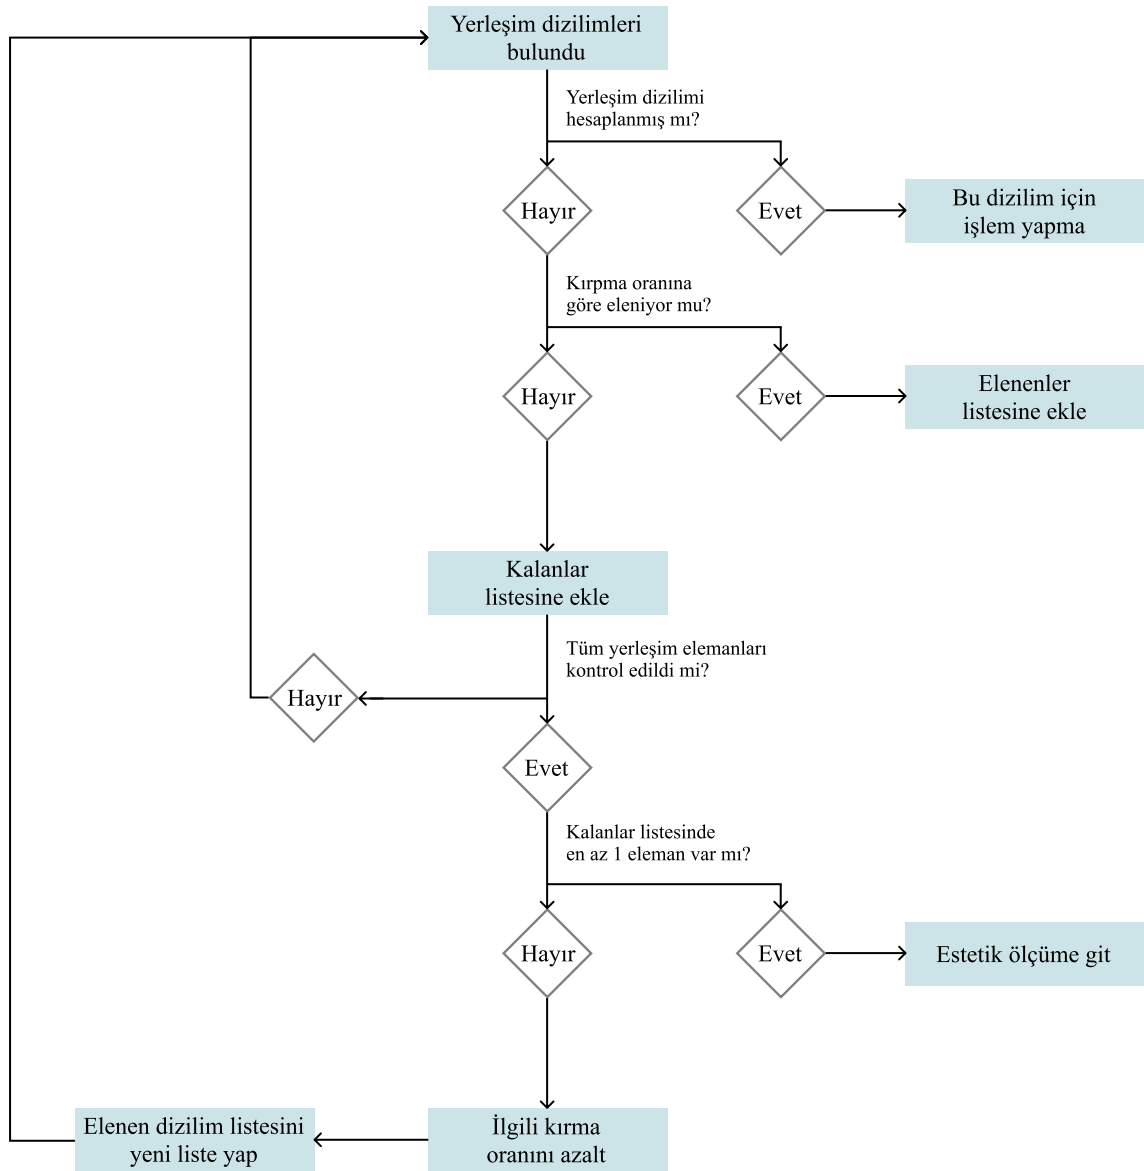 Yerleşim dizilimleri
bulundu
Yerleşim dizilimi
hesaplanmış mı?
Hayır
Evet
Bu dizilim için
işlem yapma
Kırpma oranına
göre eleniyor mu?
Hayır
Evet
Elenenler
listesine ekle
Kalanlar
listesine ekle
Tüm yerleşim elemanları
kontrol edildi mi?
Hayır
Evet
Kalanlar listesinde
en az 1 eleman var mı?
Hayır
Evet
Estetik ölçüme git
Elenen dizilim listesini
yeni liste yap
İlgili kırma
oranını azalt